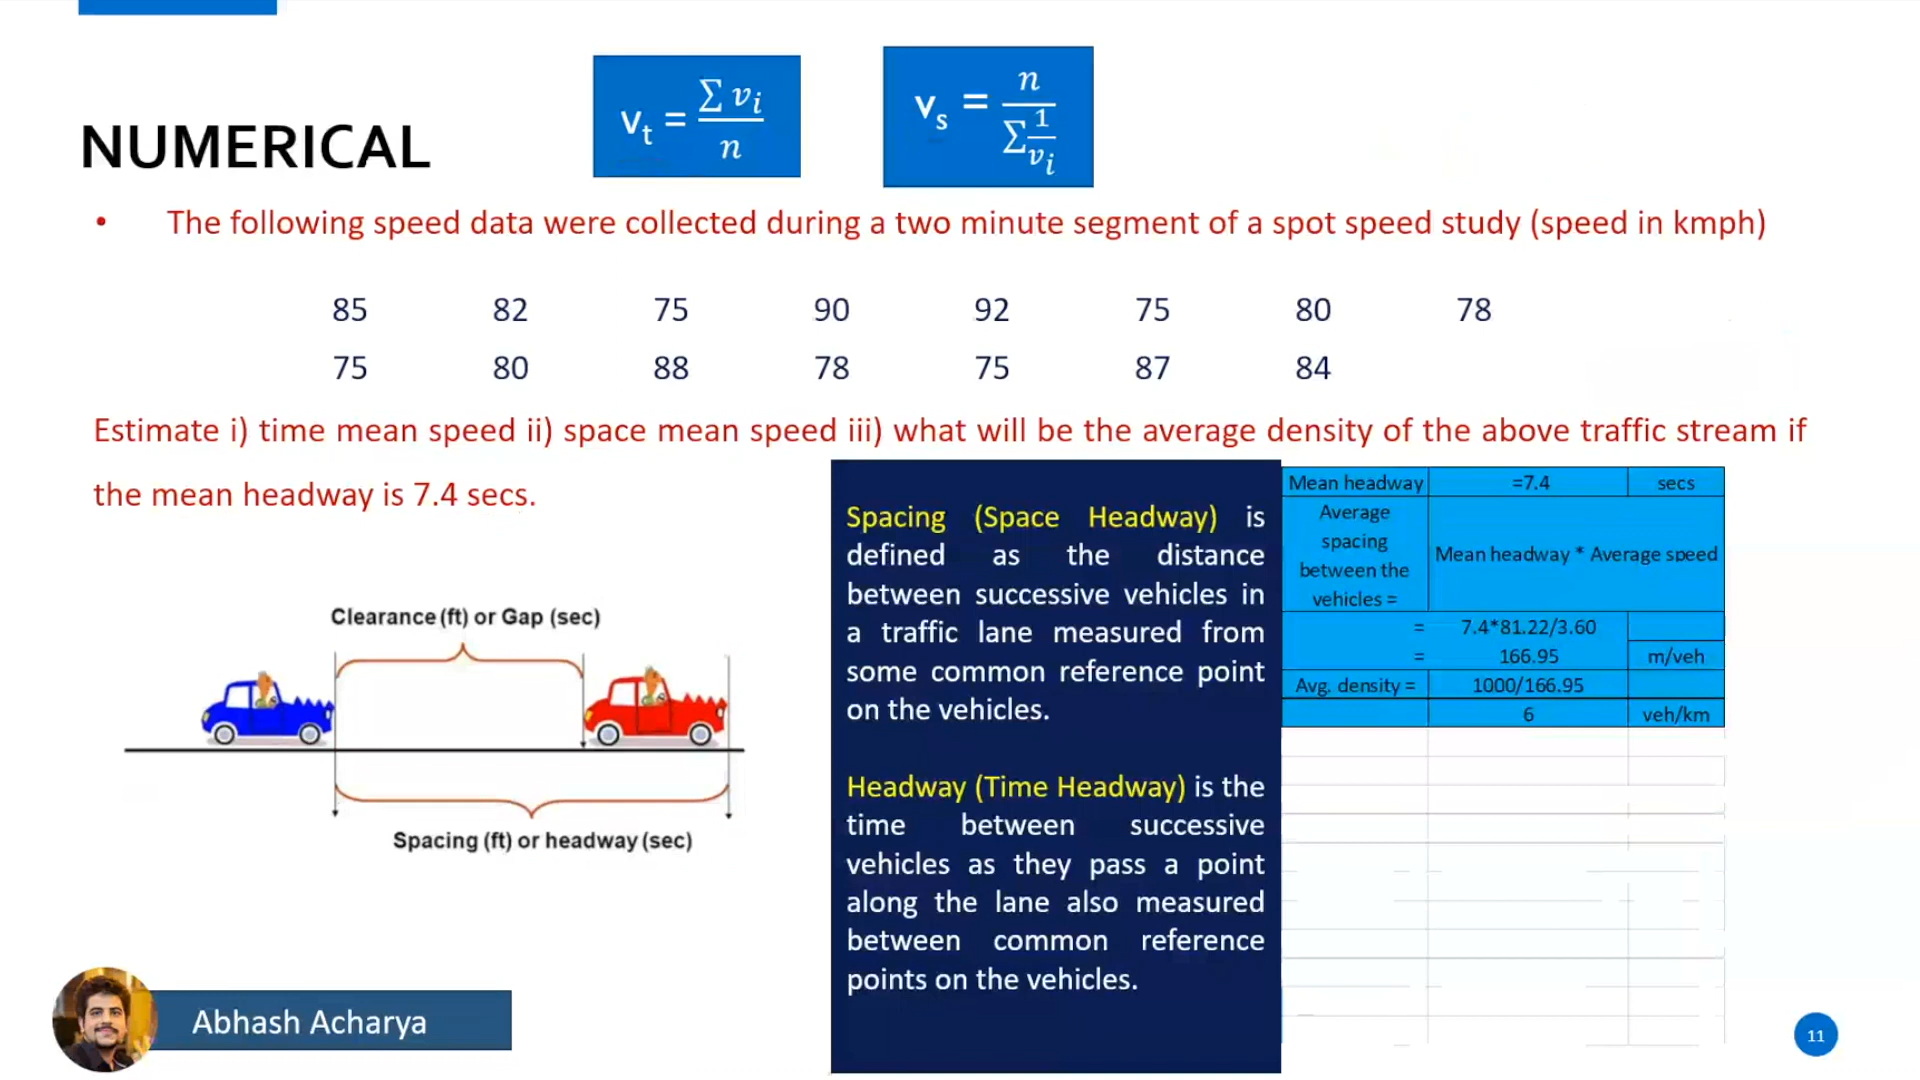 NUMERICAL
vt = ∑ vi / n
vs = n / ∑ 1/vi
• The following speed data were collected during a two minute segment of a spot speed study (speed in kmph)
85 82 75 90 92 75 80 78
75 80 88 78 75 87 84
Estimate i) time mean speed ii) space mean speed iii) what will be the average density of the above traffic stream if
the mean headway is 7.4 secs.
Clearance (ft) or Gap (sec)
Spacing (ft) or headway (sec)
Spacing (Space Headway) is
defined as the distance
between successive vehicles in
a traffic lane measured from
some common reference point
on the vehicles.
Headway (Time Headway) is the
time between successive
vehicles as they pass a point
along the lane also measured
between common reference
points on the vehicles.
Mean headway =7.4 secs
Average
spacing
between the
vehicles =
Mean headway * Average speed
= 7.4*81.22/3.60
= 166.95 m/veh
Avg. density = 1000/166.95
6 veh/km
Abhash Acharya
11